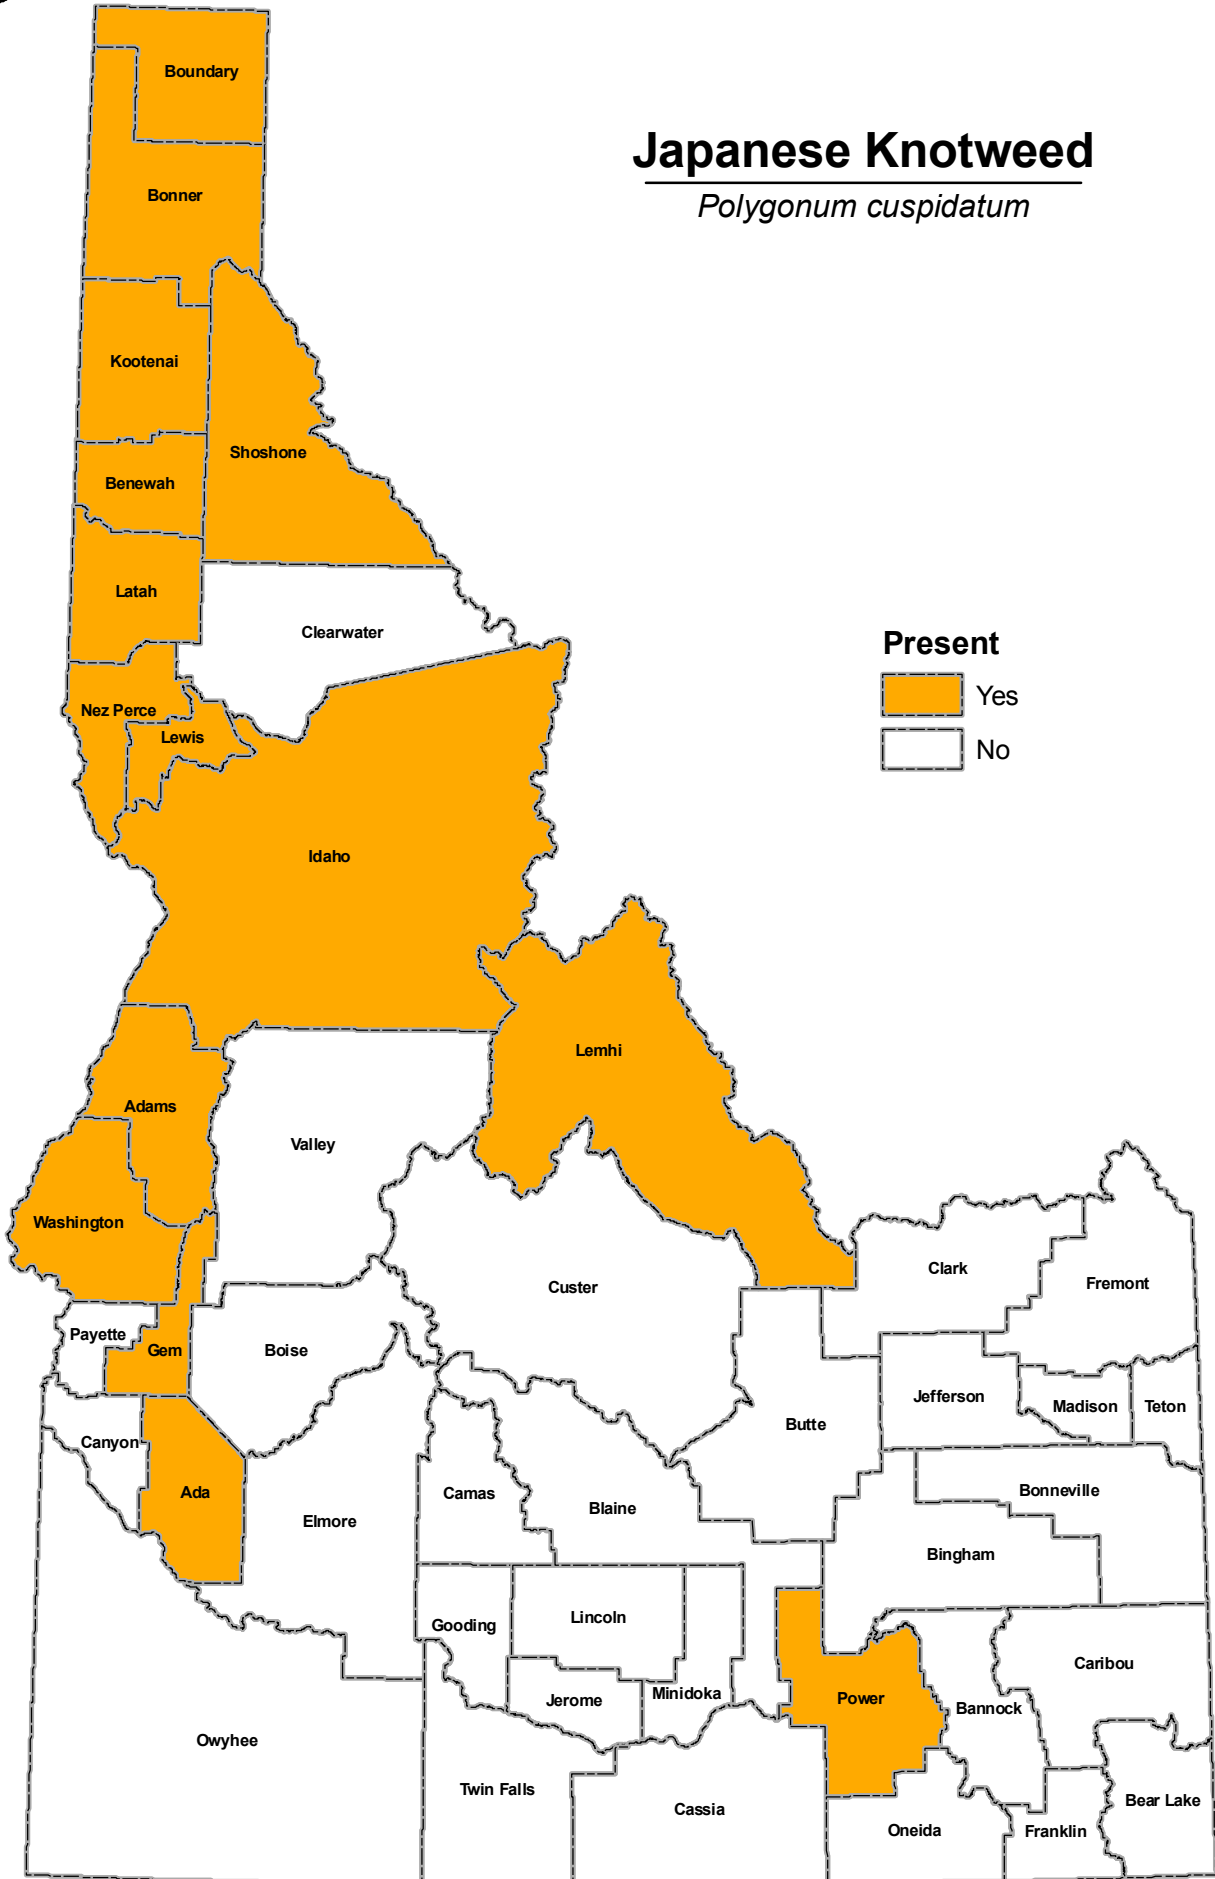 Boundary
Japanese Knotweed
Polygonum cuspidatum
Bonner
Kootenai
Shoshone
Benewah
Latah
Clearwater
Present
Yes
No
Nez Perce
Lewis
Idaho
Lemhi
Adams
Valley
Washington
Clark
Fremont
Custer
Payette
Gem
Boise
Jefferson
Madison
Teton
Butte
Canyon
Ada
Camas
Blaine
Bonneville
Elmore
Bingham
Gooding
Lincoln
Caribou
Jerome
Minidoka
Power
Bannock
Owyhee
Twin Falls
Cassia
Bear Lake
Oneida
Franklin